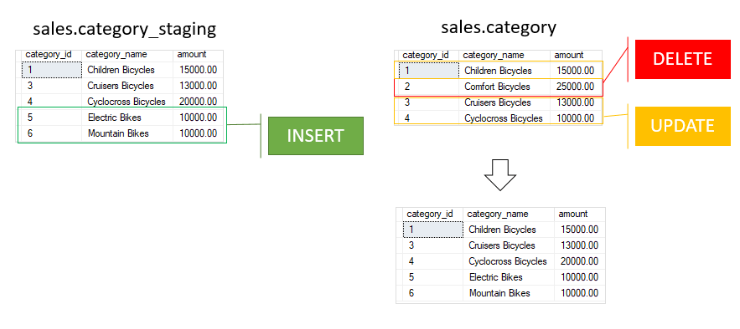 sales.category_staging
category_id category_name amount
1 Children Bicycles 15000.00
3 Cruisers Bicycles 13000.00
4 Cyclocross Bicycles 20000.00
5 Electric Bikes 10000.00
6 Mountain Bikes 10000.00
INSERT
sales.category
category_id category_name amount
1 Children Bicycles 15000.00
2 Comfort Bicycles 25000.00
3 Cruisers Bicycles 13000.00
4 Cyclocross Bicycles 10000.00
DELETE
UPDATE
category_id category_name amount
1 Children Bicycles 15000.00
3 Cruisers Bicycles 13000.00
4 Cyclocross Bicycles 20000.00
5 Electric Bikes 10000.00
6 Mountain Bikes 10000.00